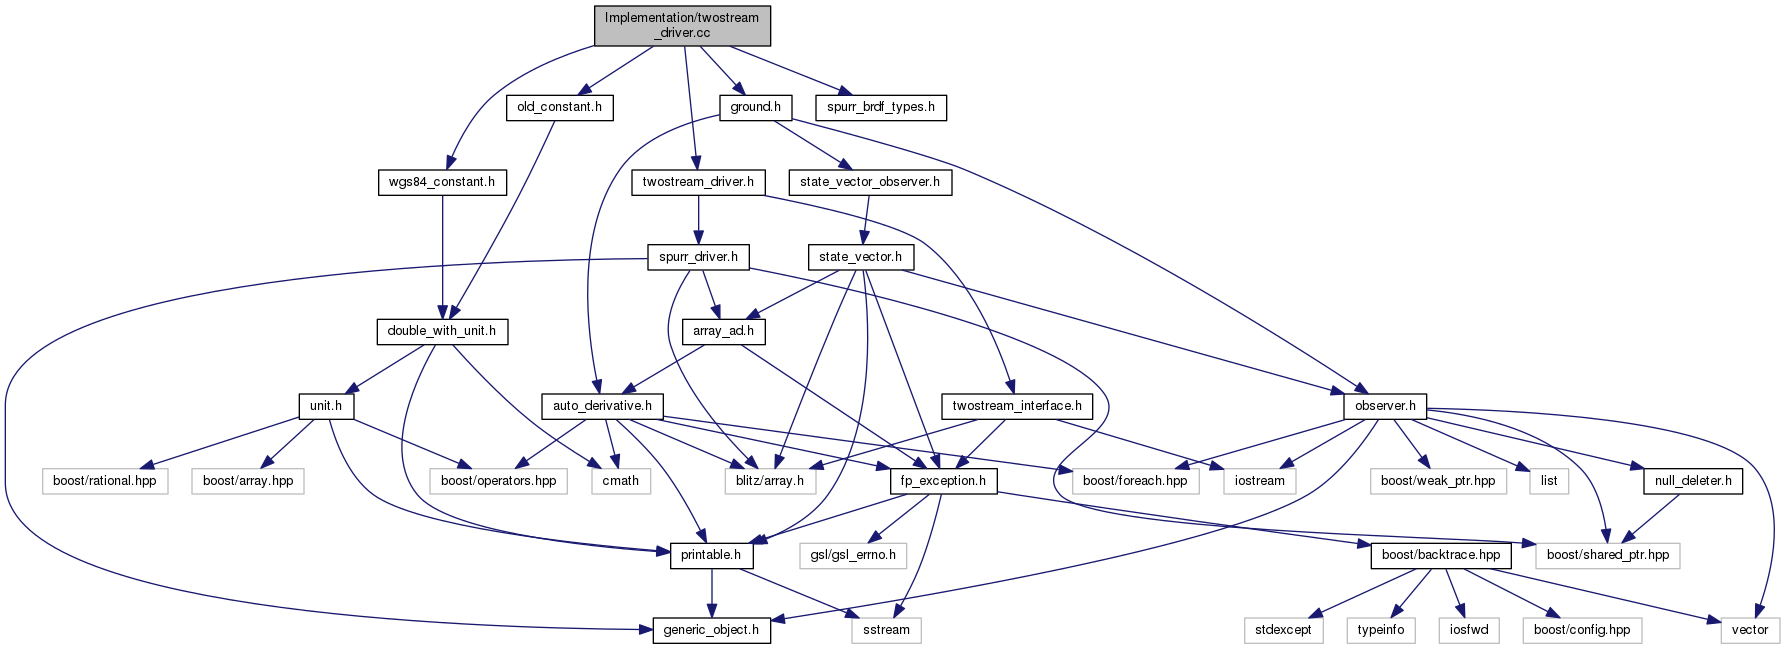 Implementation/twostream
_driver.cc
old_constant.h
ground.h
spurr_brdf_types.h
wgs84_constant.h
twostream_driver.h
state_vector_observer.h
spurr_driver.h
state_vector.h
double_with_unit.h
array_ad.h
unit.h
auto_derivative.h
twostream_interface.h
observer.h
boost/rational.hpp
boost/array.hpp
boost/operators.hpp
cmath
blitz/array.h
fp_exception.h
boost/foreach.hpp
iostream
boost/weak_ptr.hpp
list
null_deleter.h
printable.h
gsl/gsl_errno.h
boost/backtrace.hpp
boost/shared_ptr.hpp
generic_object.h
sstream
stdexcept
typeinfo
iosfwd
boost/config.hpp
vector